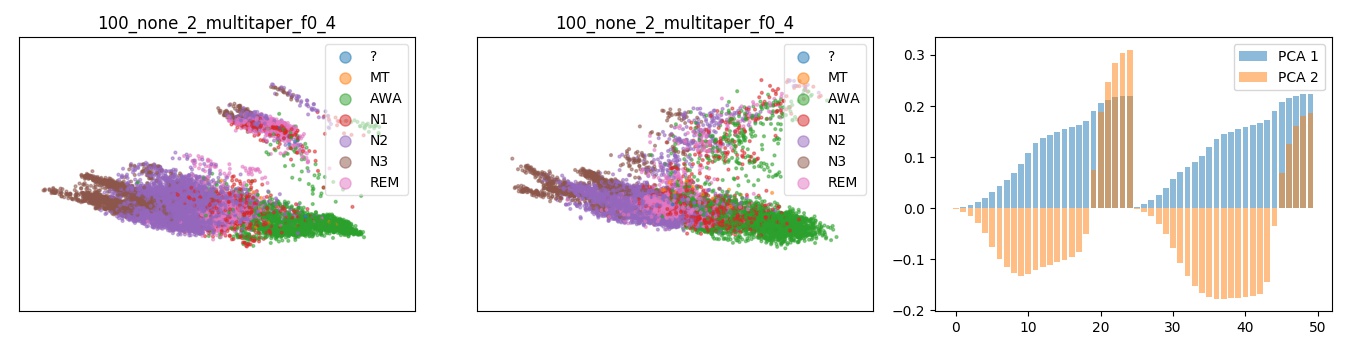 100_none_2_multitaper_f0_4
?
MT
AWA
N1
N2
N3
REM
100_none_2_multitaper_f0_4
?
MT
AWA
N1
N2
N3
REM
PCA 1
PCA 2
0.3
0.2
0.1
0.0
−0.1
−0.2
0
10
20
30
40
50